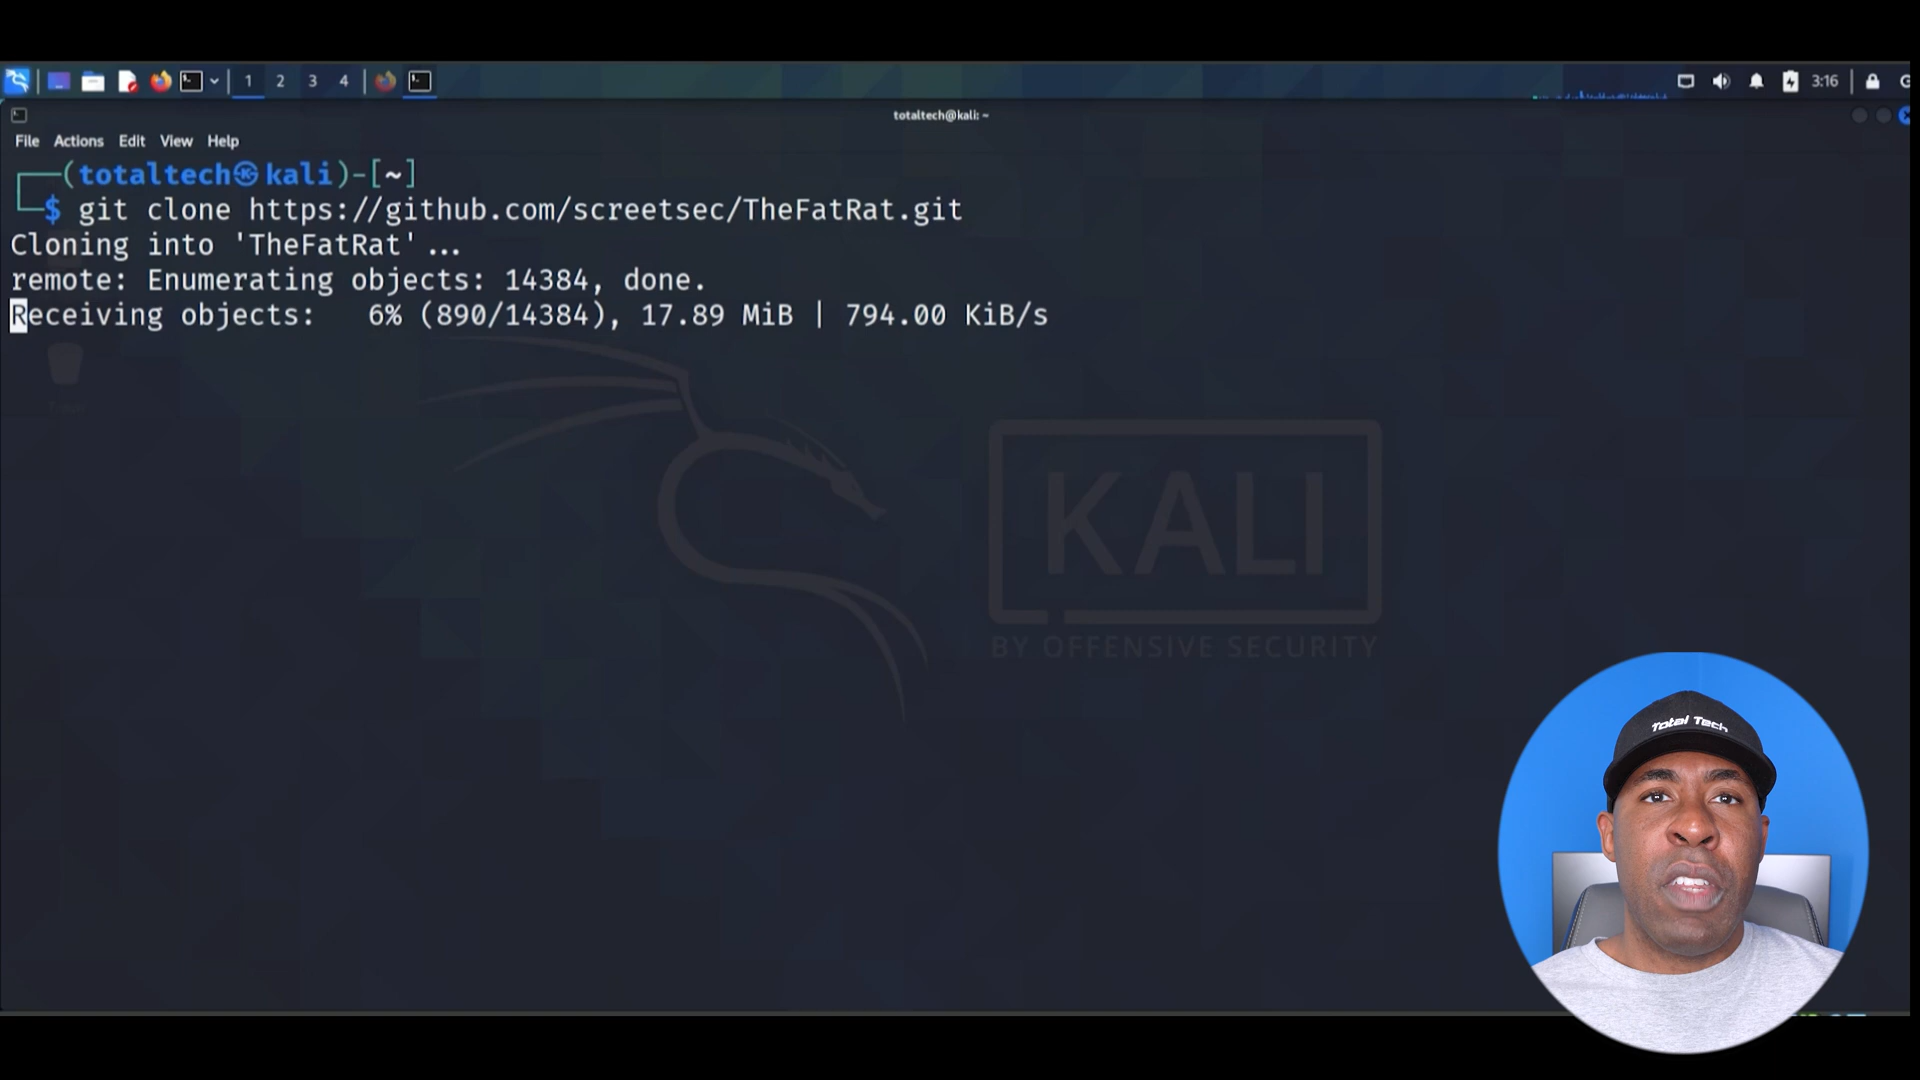 1 2 3 4 3:16
totaltech@kali: ~
File Actions Edit View Help
(totaltech㉿kali)-[~]
$ git clone https://github.com/screetsec/TheFatRat.git
Cloning into 'TheFatRat'...
remote: Enumerating objects: 14384, done.
Receiving objects: 6% (890/14384), 17.89 MiB | 794.00 KiB/s
KALI
BY OFFENSIVE SECURITY
Total Tech